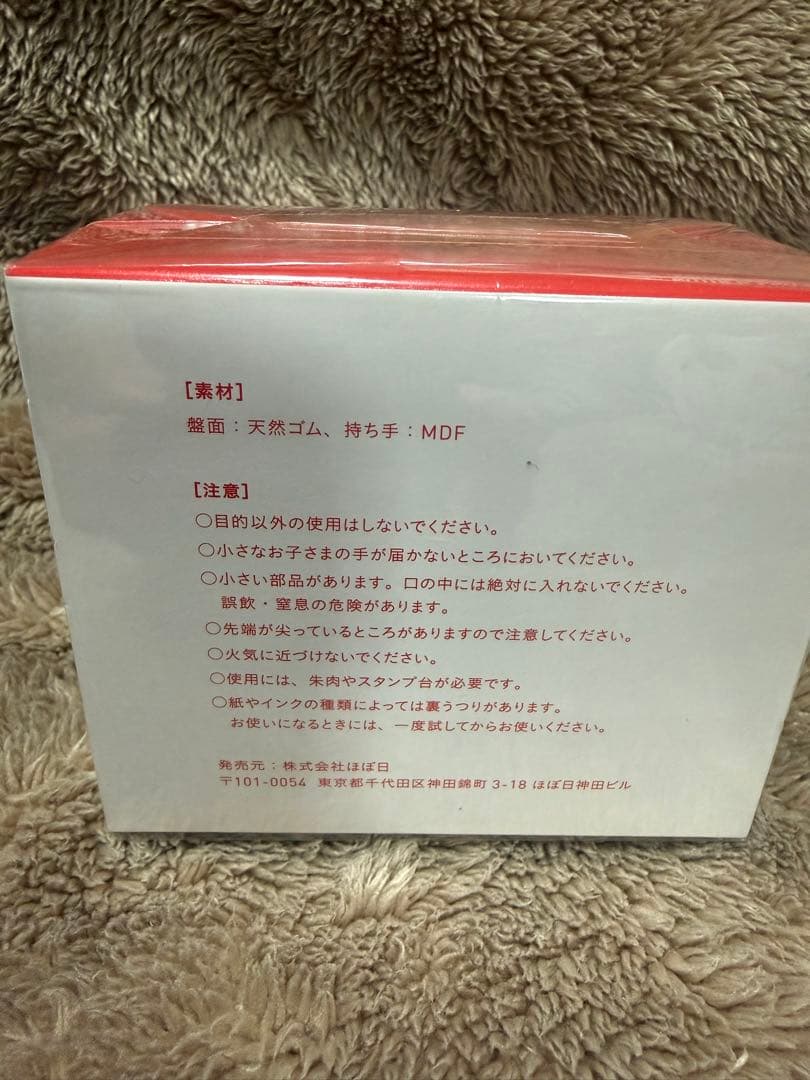 [素材]
盤面：天然ゴム、持ち手：MDF
[注意]
○目的以外の使用はしないでください。
○小さなお子さまの手が届かないところにおいてください。
○小さい部品があります。口の中には絶対に入れないでください。
誤飲・窒息の危険があります。
○先端が尖っているところがありますので注意してください。
○火気に近づけないでください。
○使用には、朱肉やスタンプ台が必要です。
○紙やインクの種類によっては裏うつりがあります。
お使いになるときには、一度試してからお使いください。
発売元：株式会社ほぼ日
〒101-0054 東京都千代田区神田錦町 3-18 ほぼ日神田ビル